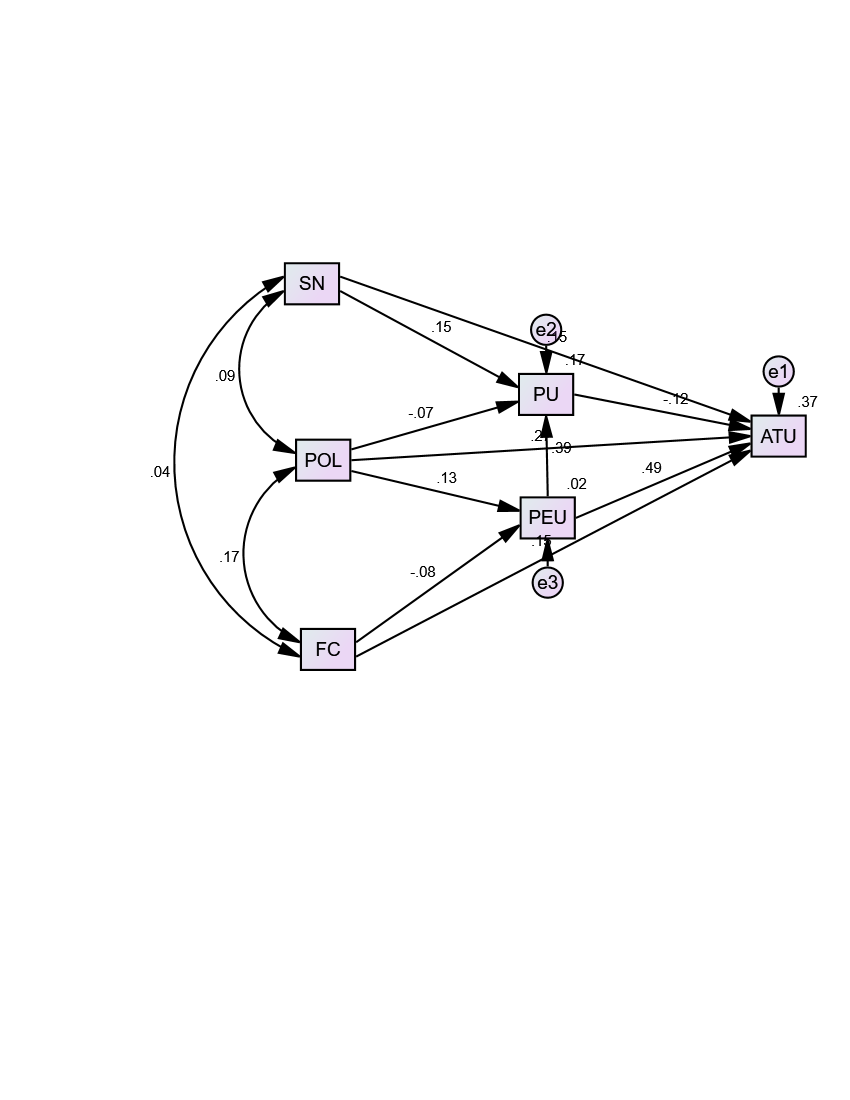 SN
.15
e2
.15
.17
e1
.09
-.07
PU
-.12
.37
.39
ATU
POL
.04
.13
.02
.49
PEU
.17
-.08
.15
e3
FC